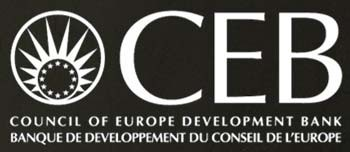 CEB
COUNCIL OF EUROPE DEVELOPMENT BANK
BANQUE DE DEVELOPPEMENT DU CONSEIL DE L'EUROPE